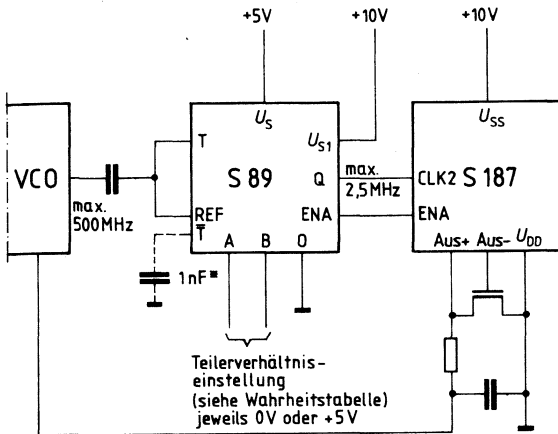 +5V
+10V
+10V
U_S
U_S1
U_SS
T
VCO
S 89
max.
Q
2,5MHz
CLK2 S 187
max.
500MHz
REF
ENA
ENA
T̅
A
B
0
Aus+ Aus- U_DD
1nF*
Teilerverhältnis-
einstellung
(siehe Wahrheitstabelle)
jeweils 0V oder +5V